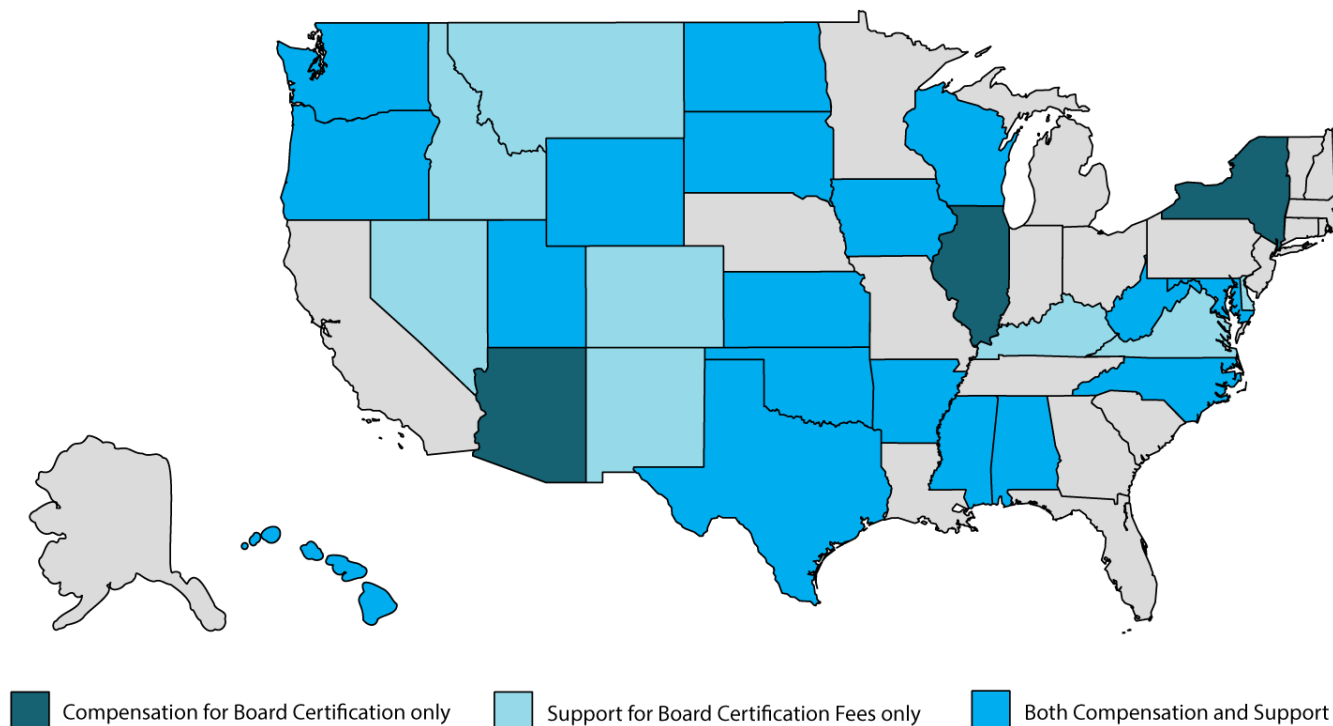 Compensation for Board Certification only
Support for Board Certification Fees only
Both Compensation and Support